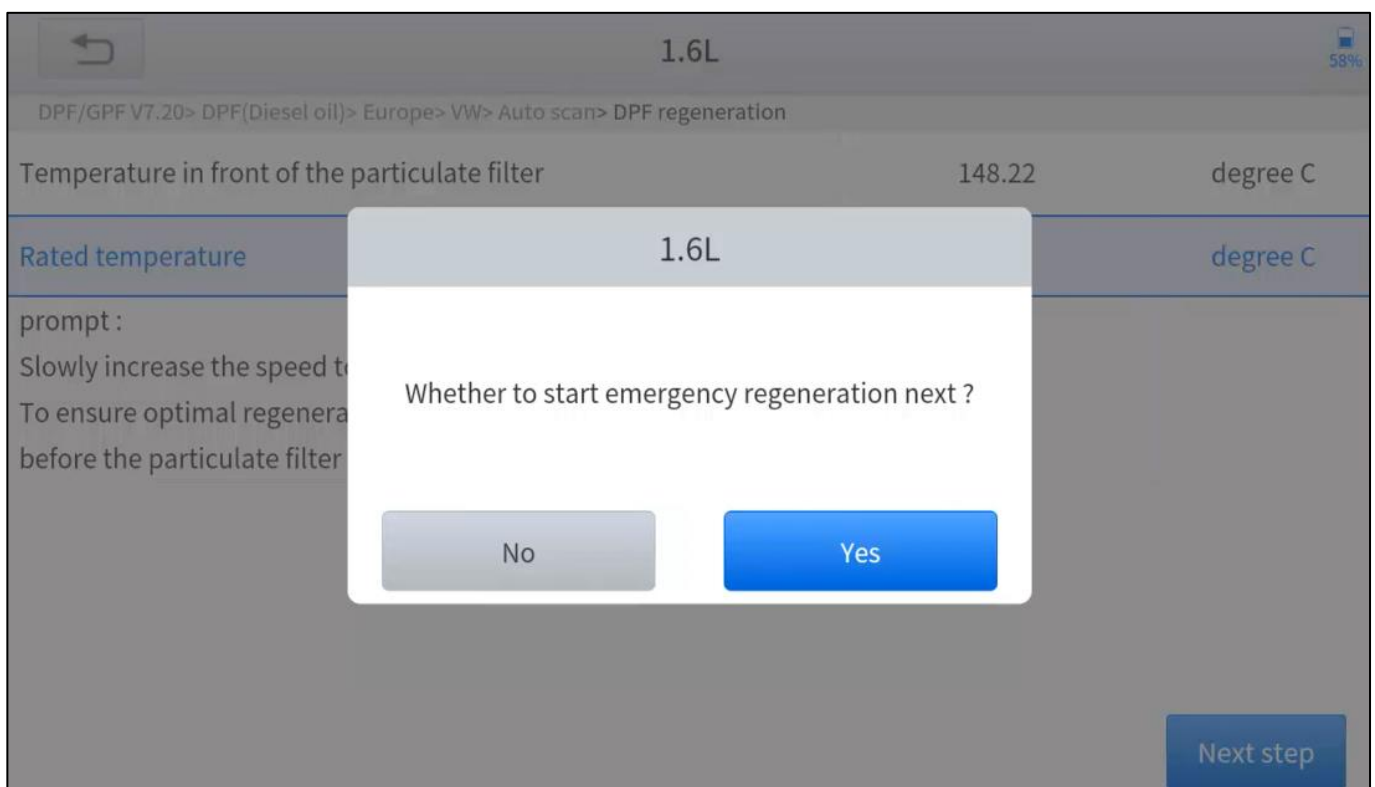 1.6L
58%
DPF/GPF V7.20> DPF(Diesel oil)> Europe> VW> Auto scan> DPF regeneration
Temperature in front of the particulate filter 148.22 degree C
Rated temperature degree C
1.6L
prompt :
Slowly increase the speed
To ensure optimal
before the particulate filter
Whether to start emergency regeneration next ?
No Yes
Next step